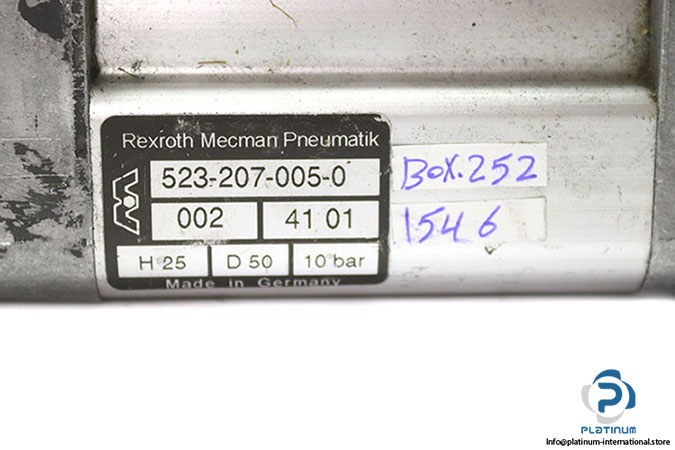 Rexroth Mecman Pneumatik
523-207-005-0
002 41 01
H 25 D 50 10 bar
Made in Germany
BOX.252
1546
PLATINUM
Info@platinum-international.store